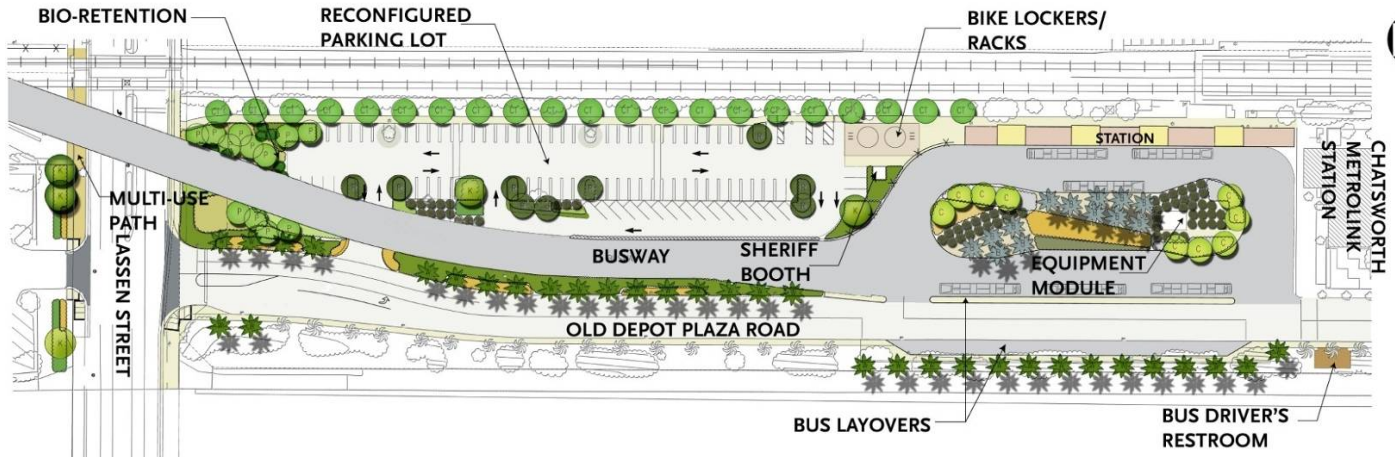 BIO-RETENTION
RECONFIGURED
PARKING LOT
BIKE LOCKERS/
RACKS
STATION
CHATSWORTH
METROLINK
STATION
MULTI-USE
PATH
LASSEN STREET
BUSWAY
SHERIFF
BOOTH
EQUIPMENT
MODULE
OLD DEPOT PLAZA ROAD
BUS LAYOVERS
BUS DRIVER'S
RESTROOM